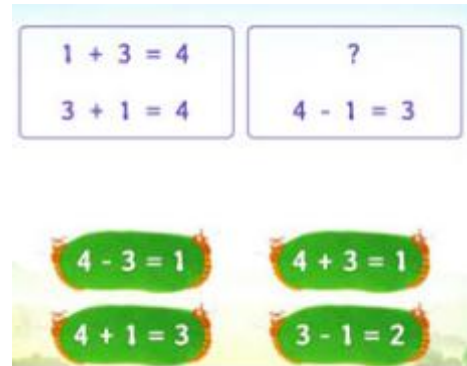 1 + 3 = 4
3 + 1 = 4
?
4 - 1 = 3
4 - 3 = 1
4 + 3 = 1
4 + 1 = 3
3 - 1 = 2